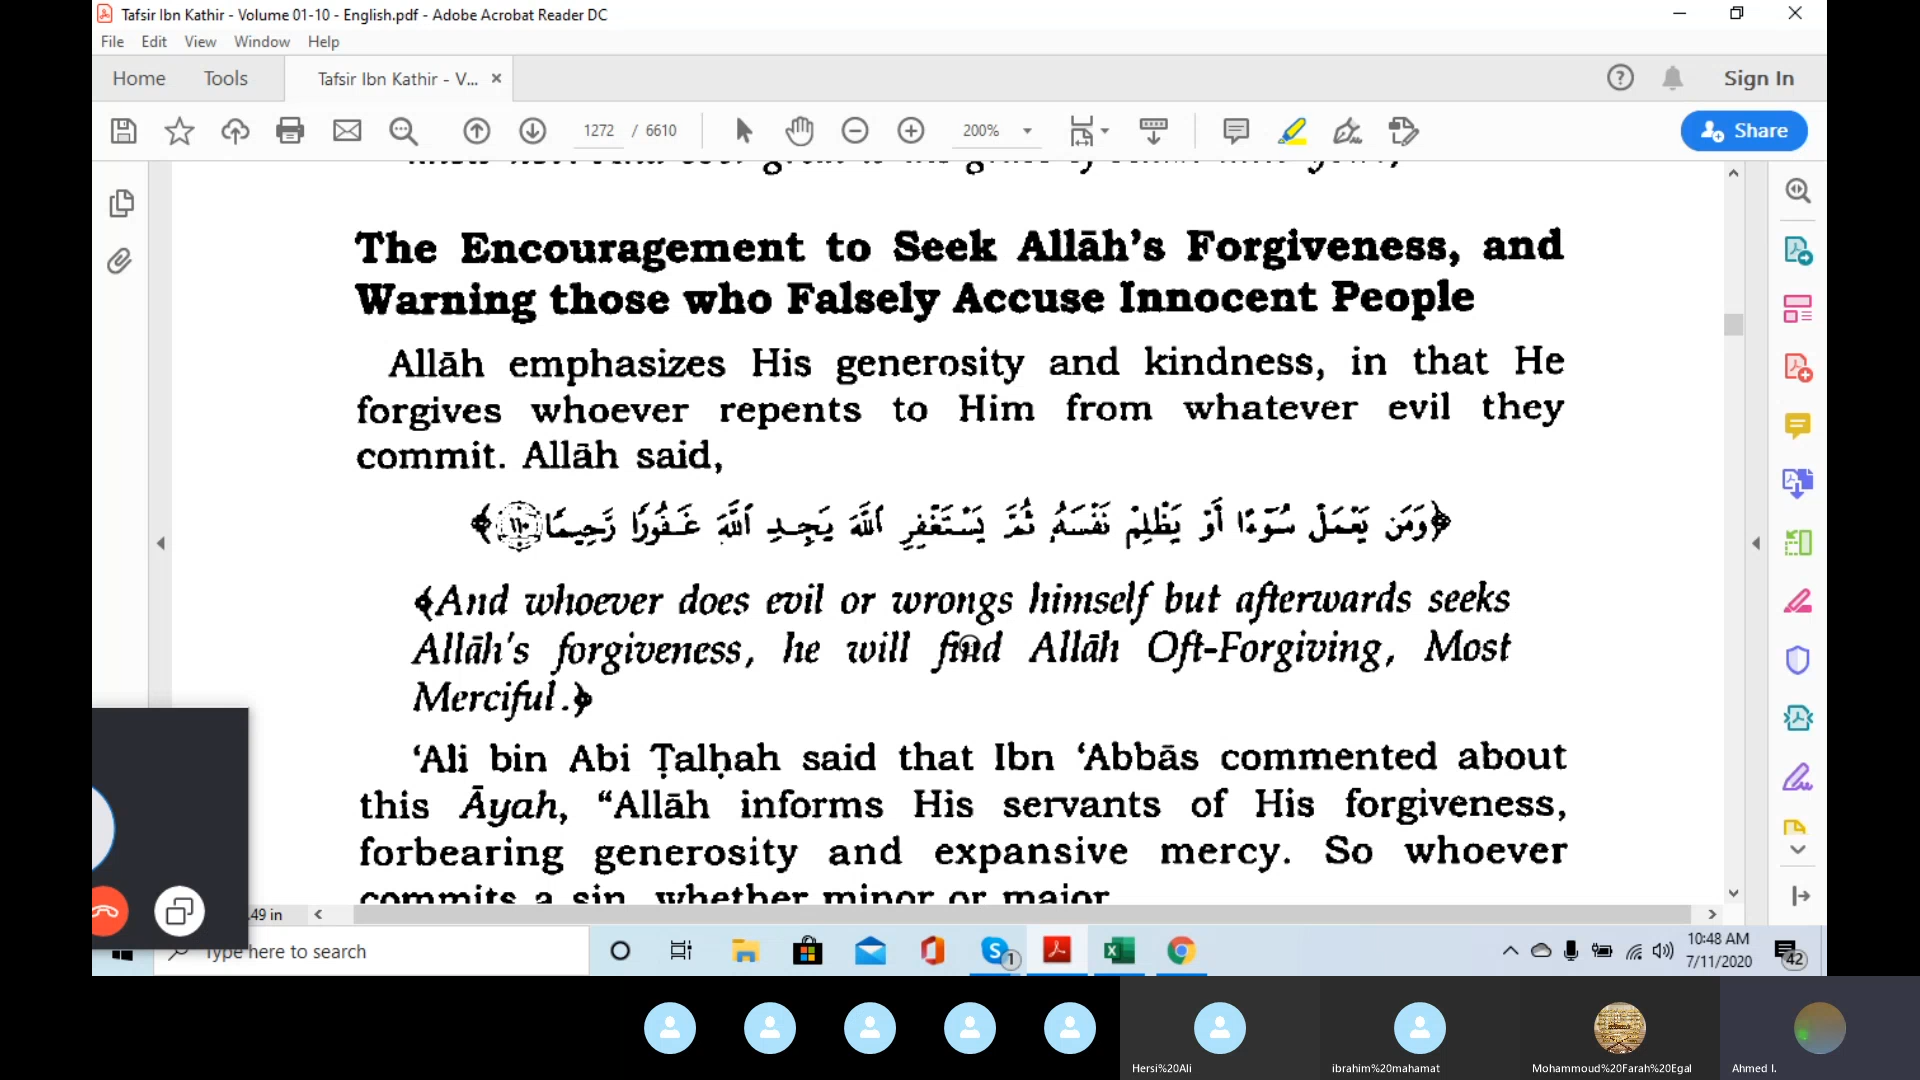 Tafsir Ibn Kathir - Volume 01-10 - English.pdf - Adobe Acrobat Reader DC
File Edit View Window Help
Home Tools Tafsir Ibn Kathir - V... Sign In
1272 / 6610 200% Share
The Encouragement to Seek Allāh's Forgiveness, and
Warning those who Falsely Accuse Innocent People
Allāh emphasizes His generosity and kindness, in that He
forgives whoever repents to Him from whatever evil they
commit. Allāh said,
﴿وَمَن يَعْمَلْ سُوٓءًا أَوْ يَظْلِمْ نَفْسَهُۥ ثُمَّ يَسْتَغْفِرِ ٱللَّهَ يَجِدِ ٱللَّهَ غَفُورًا رَّحِيمًا ١١٠﴾
﴾And whoever does evil or wrongs himself but afterwards seeks
Allāh's forgiveness, he will find Allāh Oft-Forgiving, Most
Merciful.﴿
‘Ali bin Abi Ṭalḥah said that Ibn ‘Abbās commented about
this Āyah, “Allāh informs His servants of His forgiveness,
forbearing generosity and expansive mercy. So whoever
commits a sin, whether minor or major
.49 in
Type here to search
1
10:48 AM
7/11/2020
42
Hersi%20Ali ibrahim%20mahamat Mohammoud%20Farah%20Egal Ahmed I.